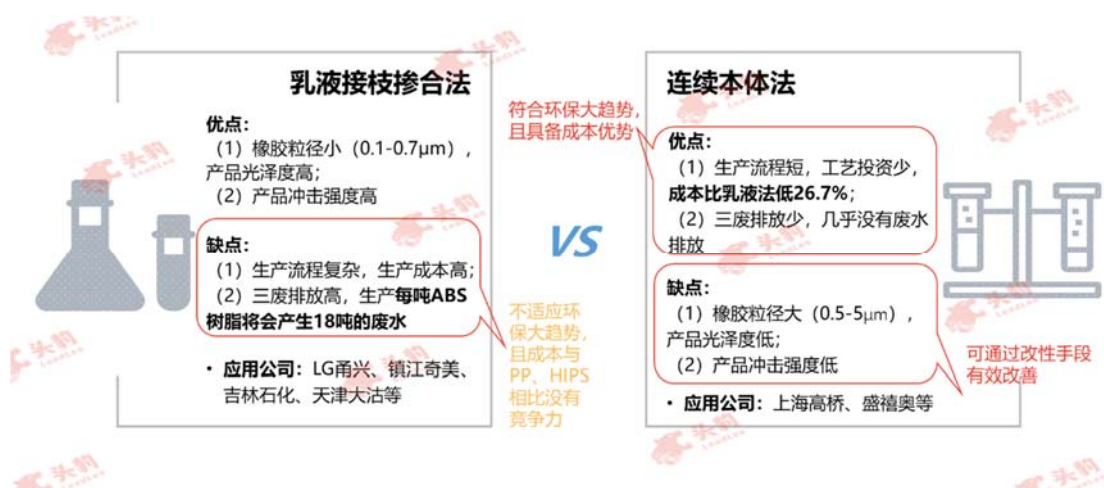 头豹
LeadLeo
乳液接枝掺合法
优点：
（1）橡胶粒径小（0.1-0.7μm），
产品光泽度高；
（2）产品冲击强度高
缺点：
（1）生产流程复杂，生产成本高；
（2）三废排放高，生产每吨ABS
树脂将会产生18吨的废水
• 应用公司：LG甬兴、镇江奇美、
吉林石化、天津大沽等
符合环保大趋势，
且具备成本优势
VS
不适应环
保大趋势，
且成本与
PP、HIPS
相比没有
竞争力
连续本体法
优点：
（1）生产流程短，工艺投资少，
成本比乳液法低26.7%；
（2）三废排放少，几乎没有废水
排放
缺点：
（1）橡胶粒径大（0.5-5μm），
产品光泽度低；
（2）产品冲击强度低
可通过改性手段
有效改善
• 应用公司：上海高桥、盛禧奥等